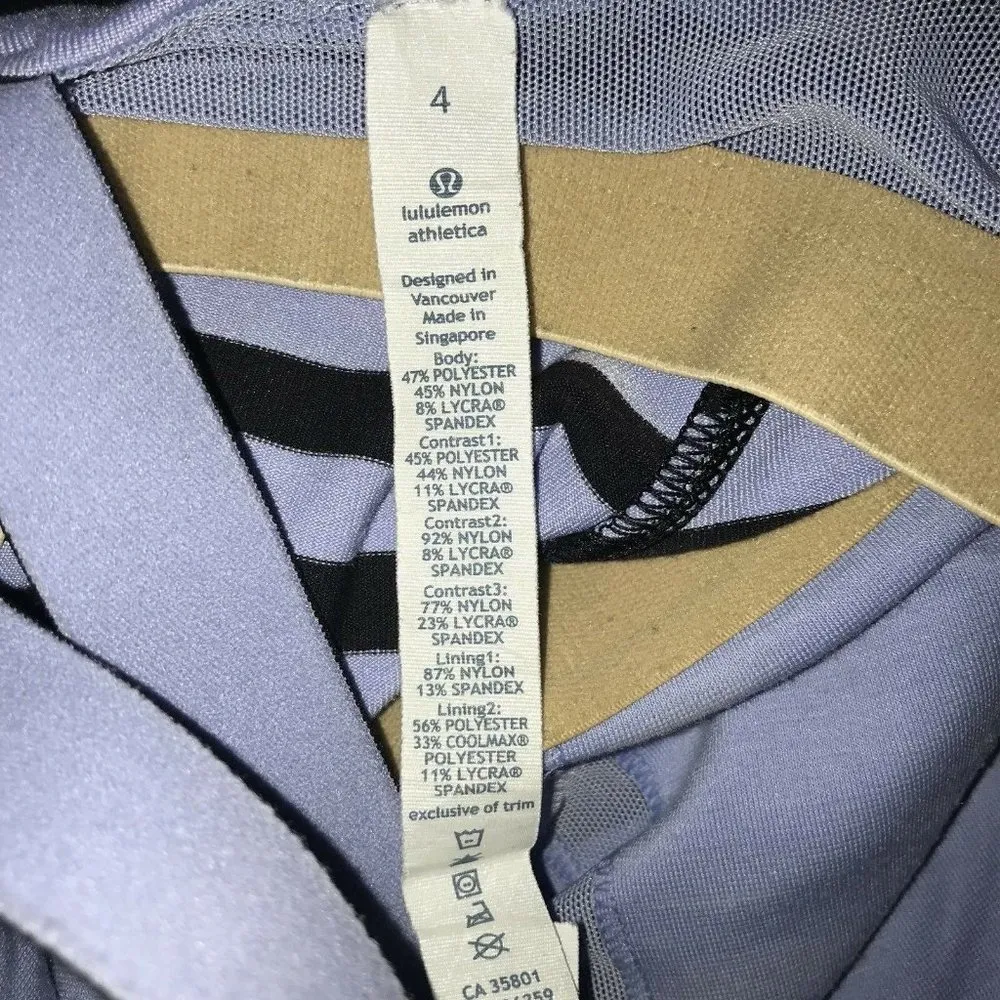 4
lululemon
athletica
Designed in
Vancouver
Made in
Singapore
Body:
47% POLYESTER
45% NYLON
8% LYCRA®
SPANDEX
Contrast1:
45% POLYESTER
44% NYLON
11% LYCRA®
SPANDEX
Contrast2:
92% NYLON
8% LYCRA®
SPANDEX
Contrast3:
77% NYLON
23% LYCRA®
SPANDEX
Lining1:
87% NYLON
13% SPANDEX
Lining2:
56% POLYESTER
33% COOLMAX®
POLYESTER
11% LYCRA®
SPANDEX
exclusive of trim
CA 35801